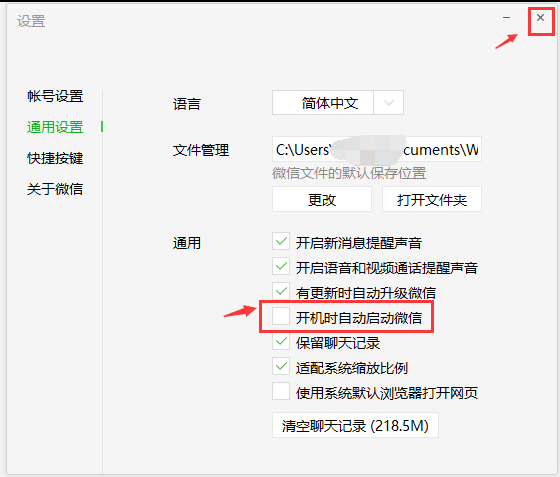 设置
帐号设置
通用设置
快捷按键
关于微信
语言
简体中文
文件管理
C:\Users\ cuments\W
微信文件的默认保存位置
更改
打开文件夹
通用
开启新消息提醒声音
开启语音和视频通话提醒声音
有更新时自动升级微信
开机时自动启动微信
保留聊天记录
适配系统缩放比例
使用系统默认浏览器打开网页
清空聊天记录 (218.5M)